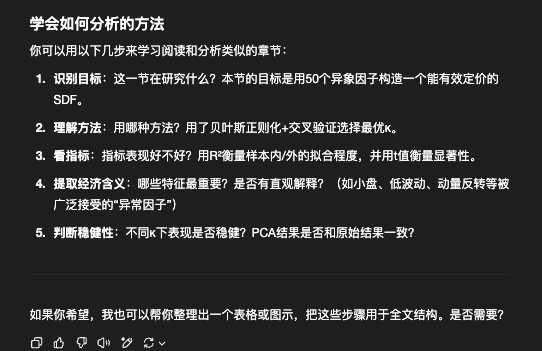 学会如何分析的方法
你可以用以下几步来学习阅读和分析类似的章节：
1. 识别目标：这一节在研究什么？本节的目标是用50个异象因子构造一个能有效定价的
SDF。
2. 理解方法：用哪种方法？用了贝叶斯正则化+交叉验证选择最优κ。
3. 看指标：指标表现好不好？用R²衡量样本内/外的拟合程度，并用t值衡量显著性。
4. 提取经济含义：哪些特征最重要？是否有直观解释？（如小盘、低波动、动量反转等被
广泛接受的“异常因子”）
5. 判断稳健性：不同κ下表现是否稳健？PCA结果是否和原始结果一致？
如果你希望，我也可以帮你整理出一个表格或图示，把这些步骤用于全文结构。是否需要？